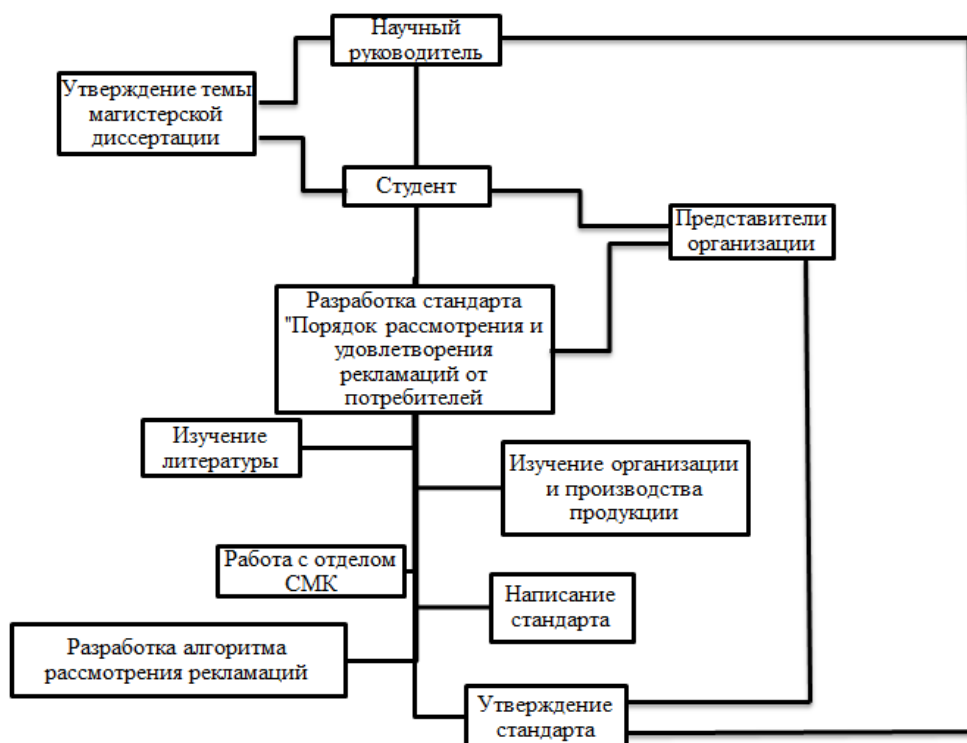 Научный
руководитель
Утверждение темы
магистерской
диссертации
Студент
Представители
организации
Разработка стандарта
"Порядок рассмотрения и
удовлетворения
рекламаций от
потребителей
Изучение
литературы
Изучение организации
и производства
продукции
Работа с отделом
СМК
Написание
стандарта
Разработка алгоритма
рассмотрения рекламаций
Утверждение
стандарта